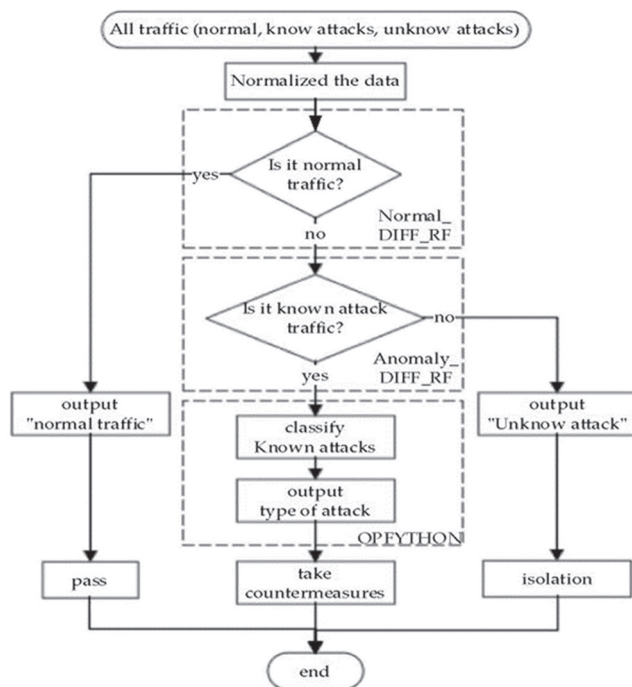 All traffic (normal, know attacks, unknow attacks)
Normalized the data
Is it normal
traffic?
yes
no
Normal_
DIFF_RF
Is it known attack
traffic?
no
yes
Anomaly_
DIFF_RF
output
"normal traffic"
classify
Known attacks
output
"Unknow attack"
output
type of attack
OPFYTHON
pass
take
countermeasures
isolation
end